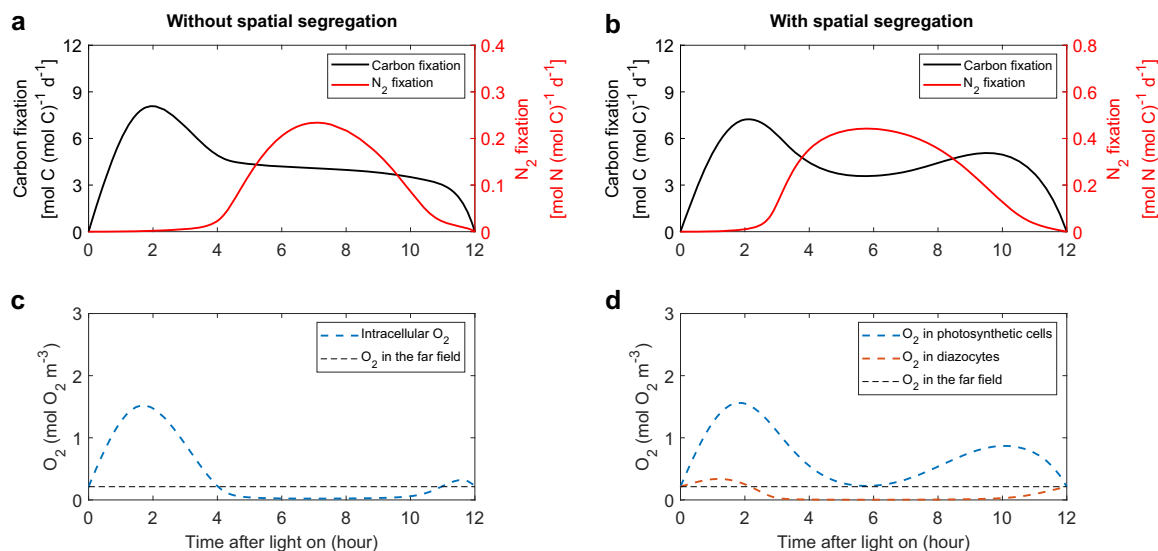 a
Without spatial segregation
12
9
6
3
0
Carbon fixation
[mol C (mol C)⁻¹ d⁻¹]
0.4
0.3
0.2
0.1
0
N₂ fixation
[mol N (mol C)⁻¹ d⁻¹]
Carbon fixation
N₂ fixation
0 2 4 6 8 10 12
b
With spatial segregation
12
9
6
3
0
Carbon fixation
[mol C (mol C)⁻¹ d⁻¹]
0.8
0.6
0.4
0.2
0
N₂ fixation
[mol N (mol C)⁻¹ d⁻¹]
Carbon fixation
N₂ fixation
0 2 4 6 8 10 12
c
3
2
1
0
O₂ (mol O₂ m⁻³)
Intracellular O₂
O₂ in the far field
0 2 4 6 8 10 12
Time after light on (hour)
d
3
2
1
0
O₂ (mol O₂ m⁻³)
O₂ in photosynthetic cells
O₂ in diazocytes
O₂ in the far field
0 2 4 6 8 10 12
Time after light on (hour)